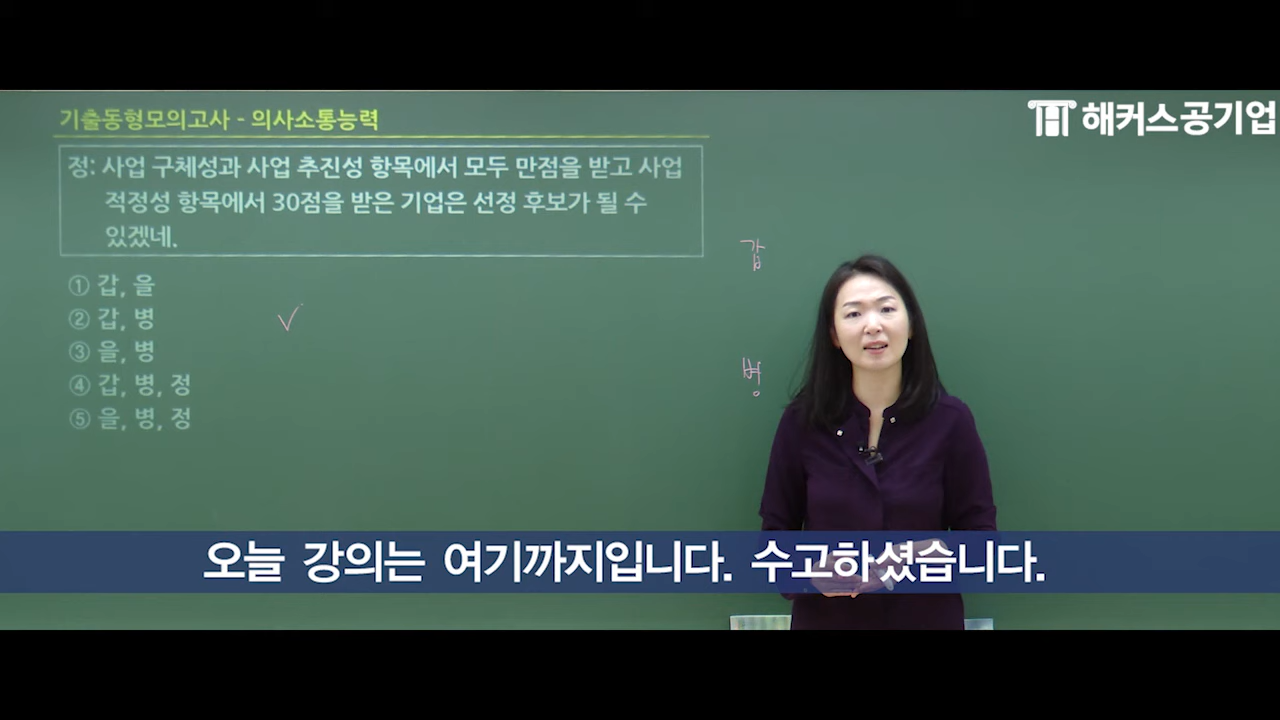 해커스공기업
기출동형모의고사 - 의사소통능력
정: 사업 구체성과 사업 추진성 항목에서 모두 만점을 받고 사업
적정성 항목에서 30점을 받은 기업은 선정 후보가 될 수
있겠네.
① 갑, 을
② 갑, 병
③ 을, 병
④ 갑, 병, 정
⑤ 을, 병, 정
갑
병
오늘 강의는 여기까지입니다. 수고하셨습니다.